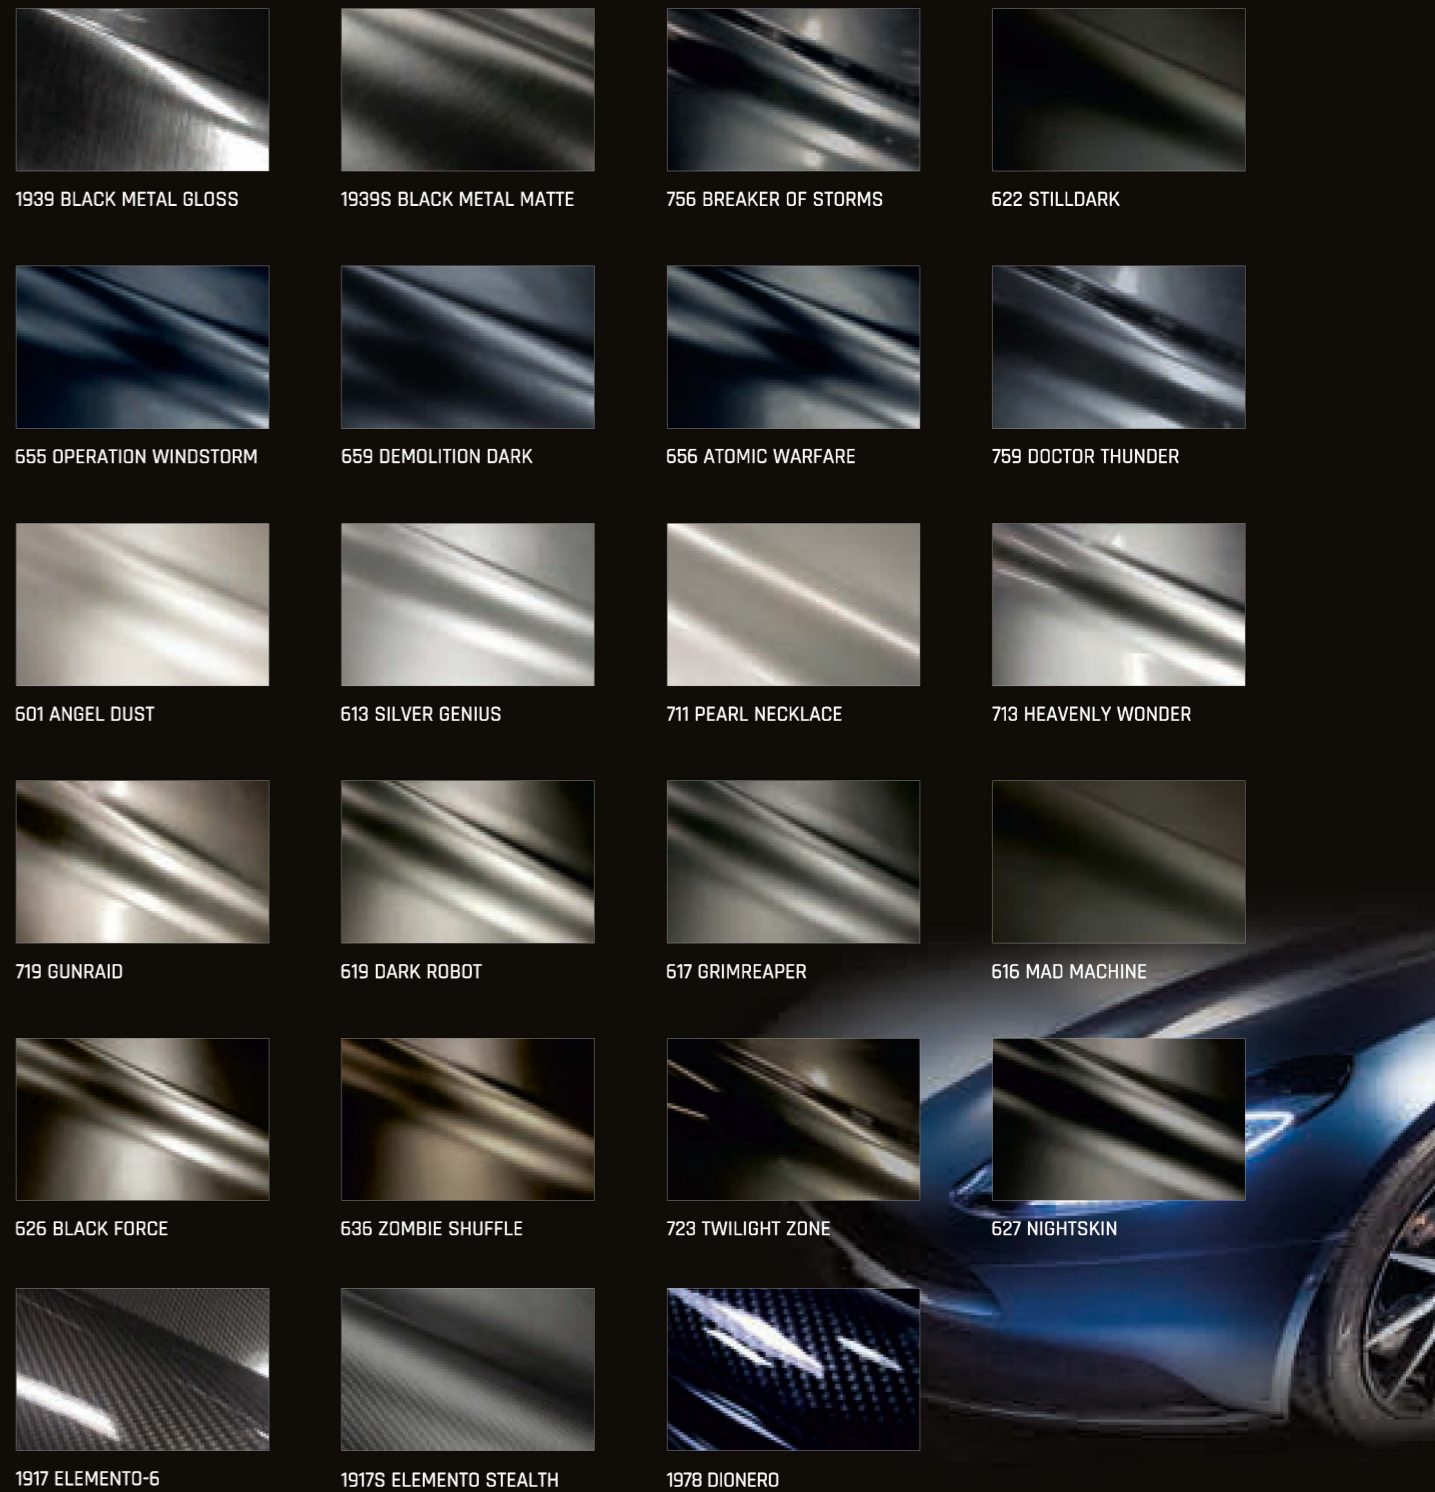 1939 BLACK METAL GLOSS
1939S BLACK METAL MATTE
756 BREAKER OF STORMS
622 STILLDARK
655 OPERATION WINDSTORM
659 DEMOLITION DARK
656 ATOMIC WARFARE
759 DOCTOR THUNDER
601 ANGEL DUST
613 SILVER GENIUS
711 PEARL NECKLACE
713 HEAVENLY WONDER
719 GUNRAID
619 DARK ROBOT
617 GRIMREAPER
616 MAD MACHINE
626 BLACK FORCE
636 ZOMBIE SHUFFLE
723 TWILIGHT ZONE
627 NIGHTSKIN
1917 ELEMENTO-6
1917S ELEMENTO STEALTH
1978 DIONERO